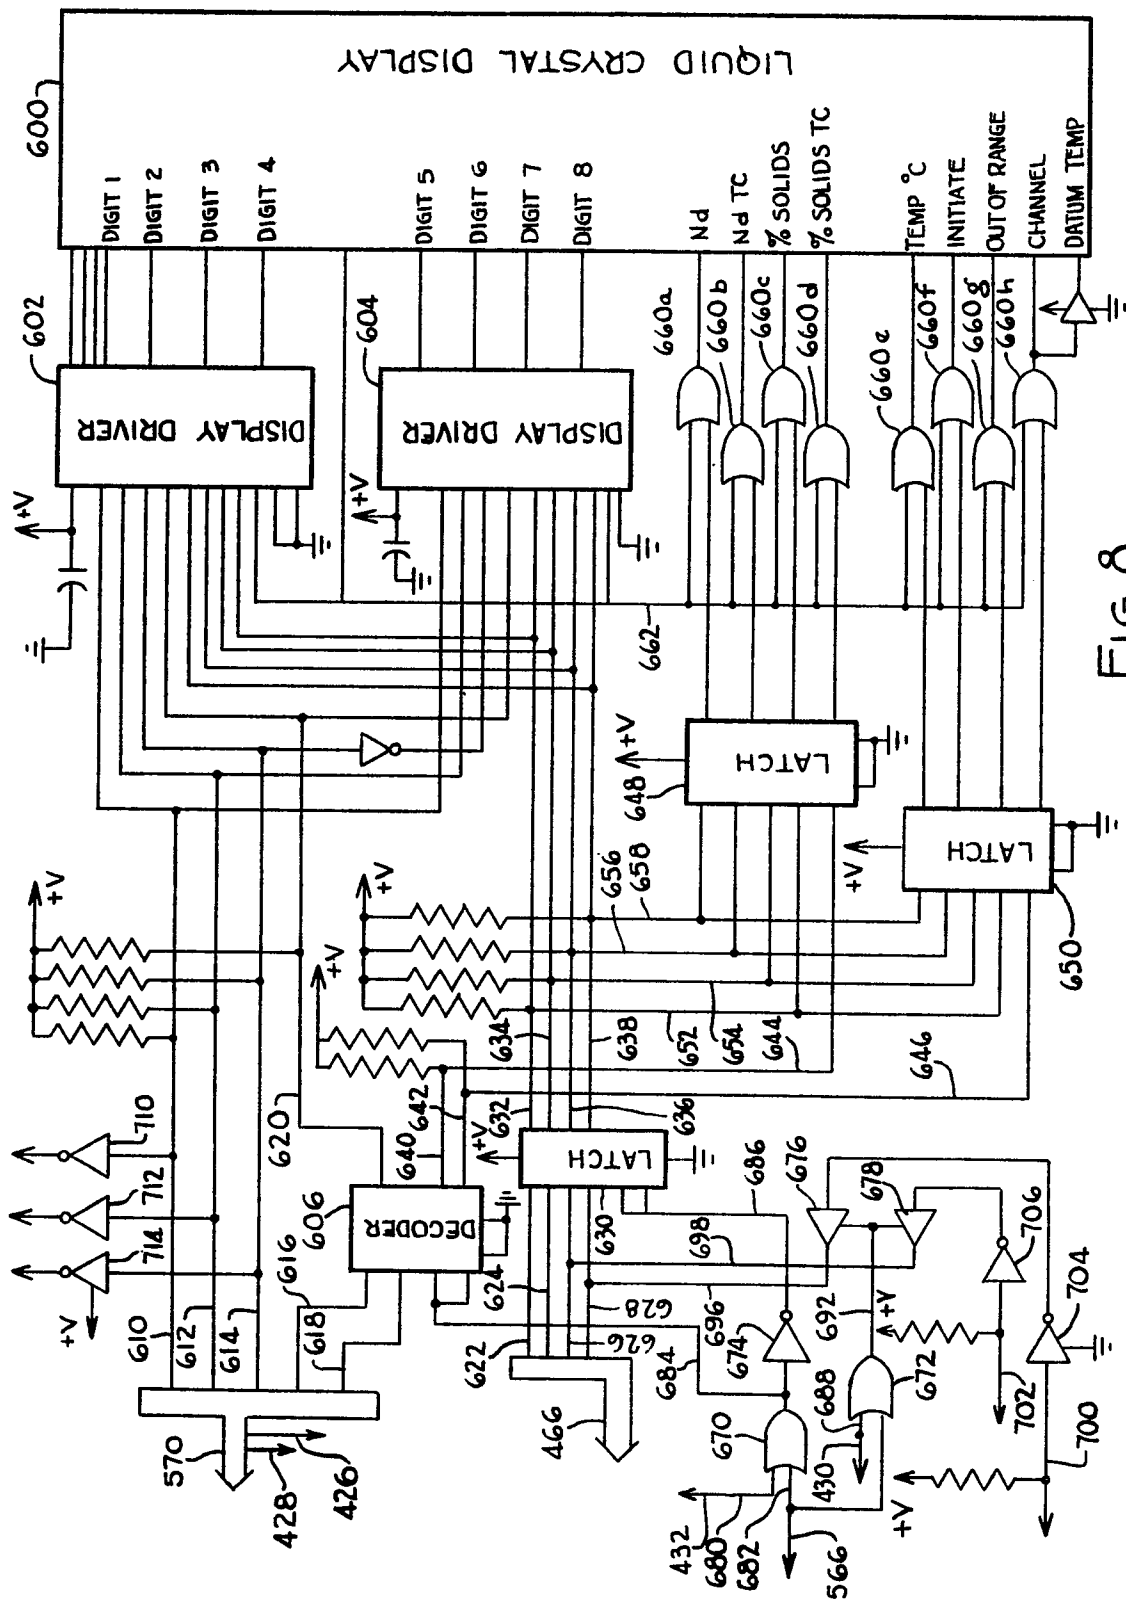 600
LIQUID CRYSTAL DISPLAY
DIGIT 1
DIGIT 2
DIGIT 3
DIGIT 4
DIGIT 5
DIGIT 6
DIGIT 7
DIGIT 8
Nd
Nd TC
% SOLIDS
% SOLIDS TC
TEMP °C
INITIATE
OUT OF RANGE
CHANNEL
DATUM TEMP
602
DISPLAY DRIVER
604
DISPLAY DRIVER
660a
660b
660c
660d
660e
660f
660g
660h
+V
+V
662
+V
648
LATCH
+V
LATCH
650
+V
+V
+V
656
658
652
654
644
646
634
638
632
636
640
642
620
+V
LATCH
630
606
DECODER
710
712
714
+V
610
612
614
616
618
622
624
626
628
570
428
426
466
684
686
698
696
676
678
674
692
+V
706
704
670
688
672
430
702
700
+V
432
680
682
566
FIG. 8